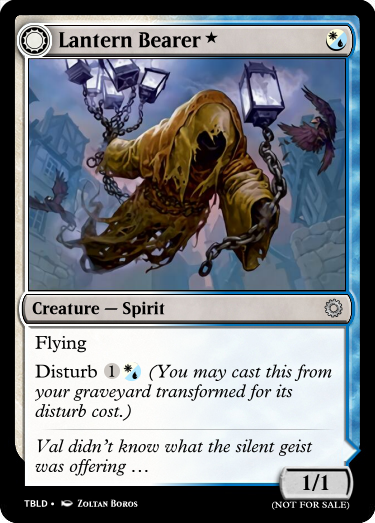 Lantern Bearer ★
Creature — Spirit
Flying
Disturb 1 (You may cast this from
your graveyard transformed for its
disturb cost.)
Val didn't know what the silent geist
was offering …
1/1
TBLD • Zoltan Boros
(NOT FOR SALE)